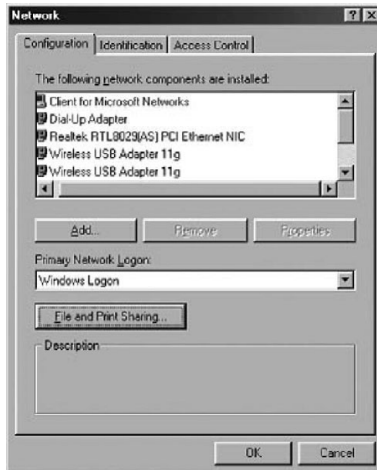 Network
Configuration Identification Access Control
The following network components are installed:
Client for Microsoft Networks
Dial-Up Adapter
Realtek RTL8029(AS) PCI Ethernet NIC
Wireless USB Adapter 11g
Wireless USB Adapter 11g
Add... Remove Properties
Primary Network Logon:
Windows Logon
File and Print Sharing...
Description
OK Cancel